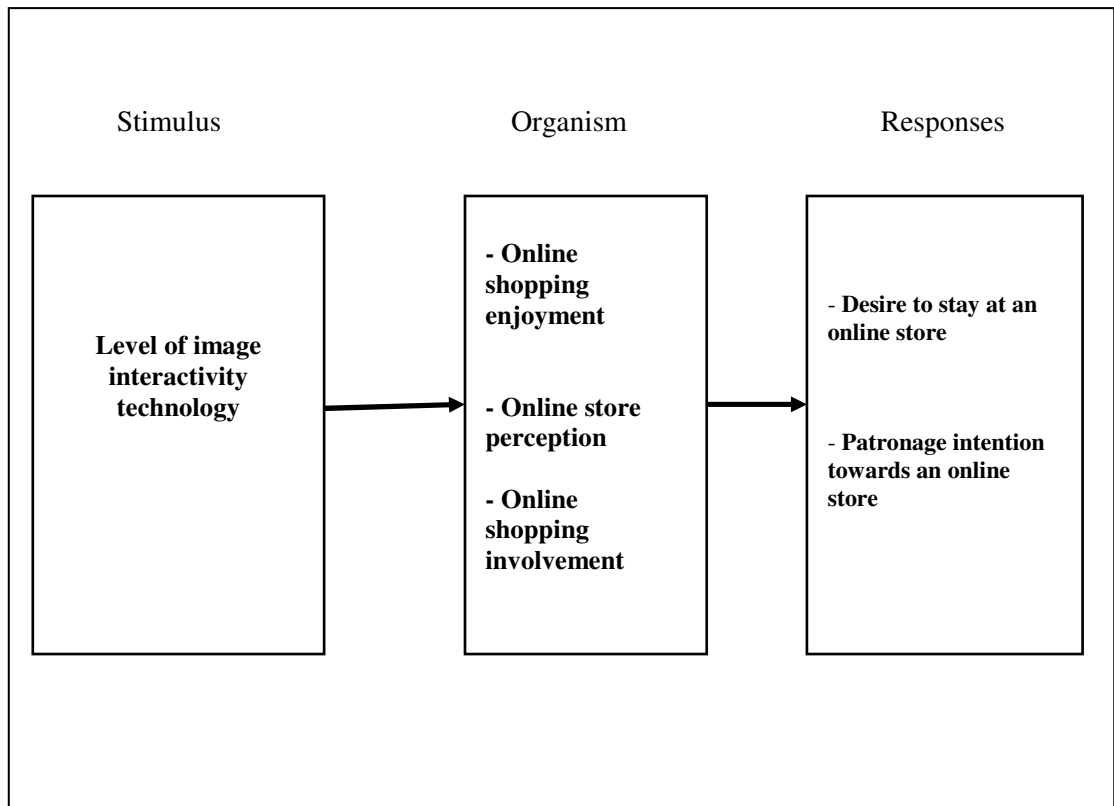 Stimulus
Organism
Responses
Level of image
interactivity
technology
- Online
shopping
enjoyment
- Online store
perception
- Online
shopping
involvement
- Desire to stay at an
online store
- Patronage intention
towards an online
store